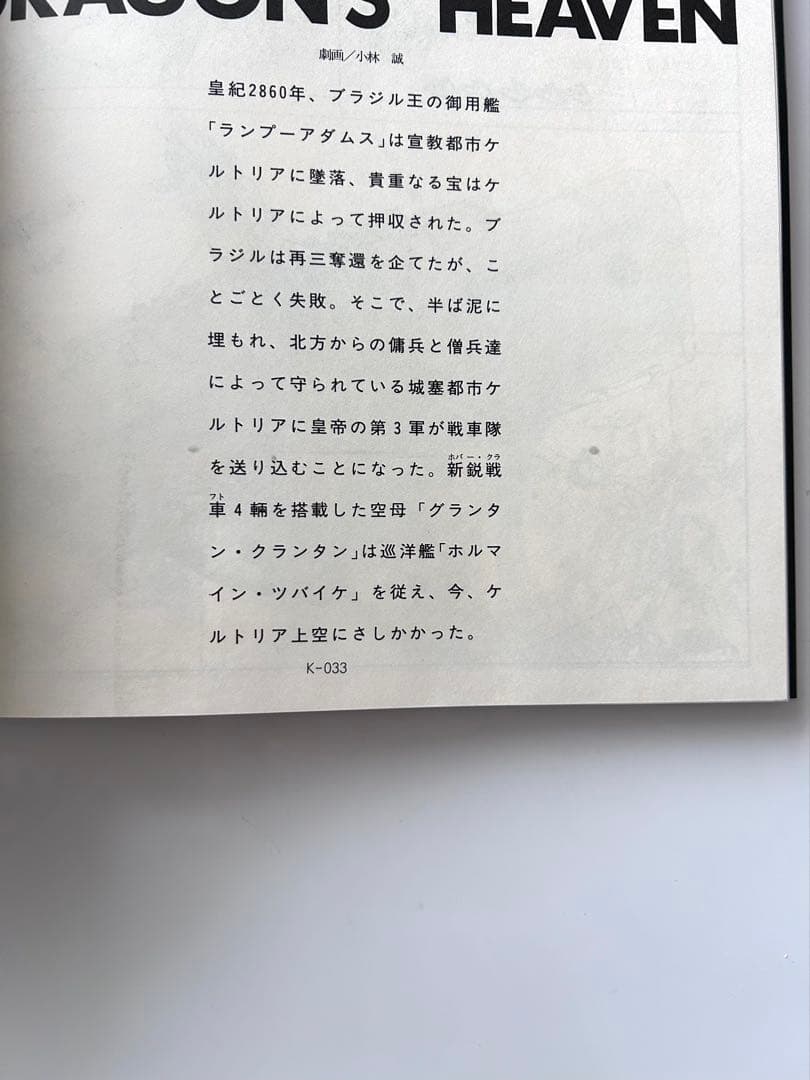 DRAGON'S HEAVEN
劇画／小林 誠
皇紀2860年、ブラジル王の御用艦
「ランプーアダムス」は宣教都市ケ
ルトリアに墜落、貴重なる宝はケ
ルトリアによって押収された。ブ
ラジルは再三奪還を企てたが、こ
とごとく失敗。そこで、半ば泥に
埋もれ、北方からの傭兵と僧兵達
によって守られている城塞都市ケ
ルトリアに皇帝の第3軍が戦車隊
を送り込むことになった。新鋭戦
ホバー・クラ
車4輛を搭載した空母「グランタ
フト
ン・クランタン」は巡洋艦「ホルマ
イン・ツバイケ」を従え、今、ケ
ルトリア上空にさしかかった。
K-033